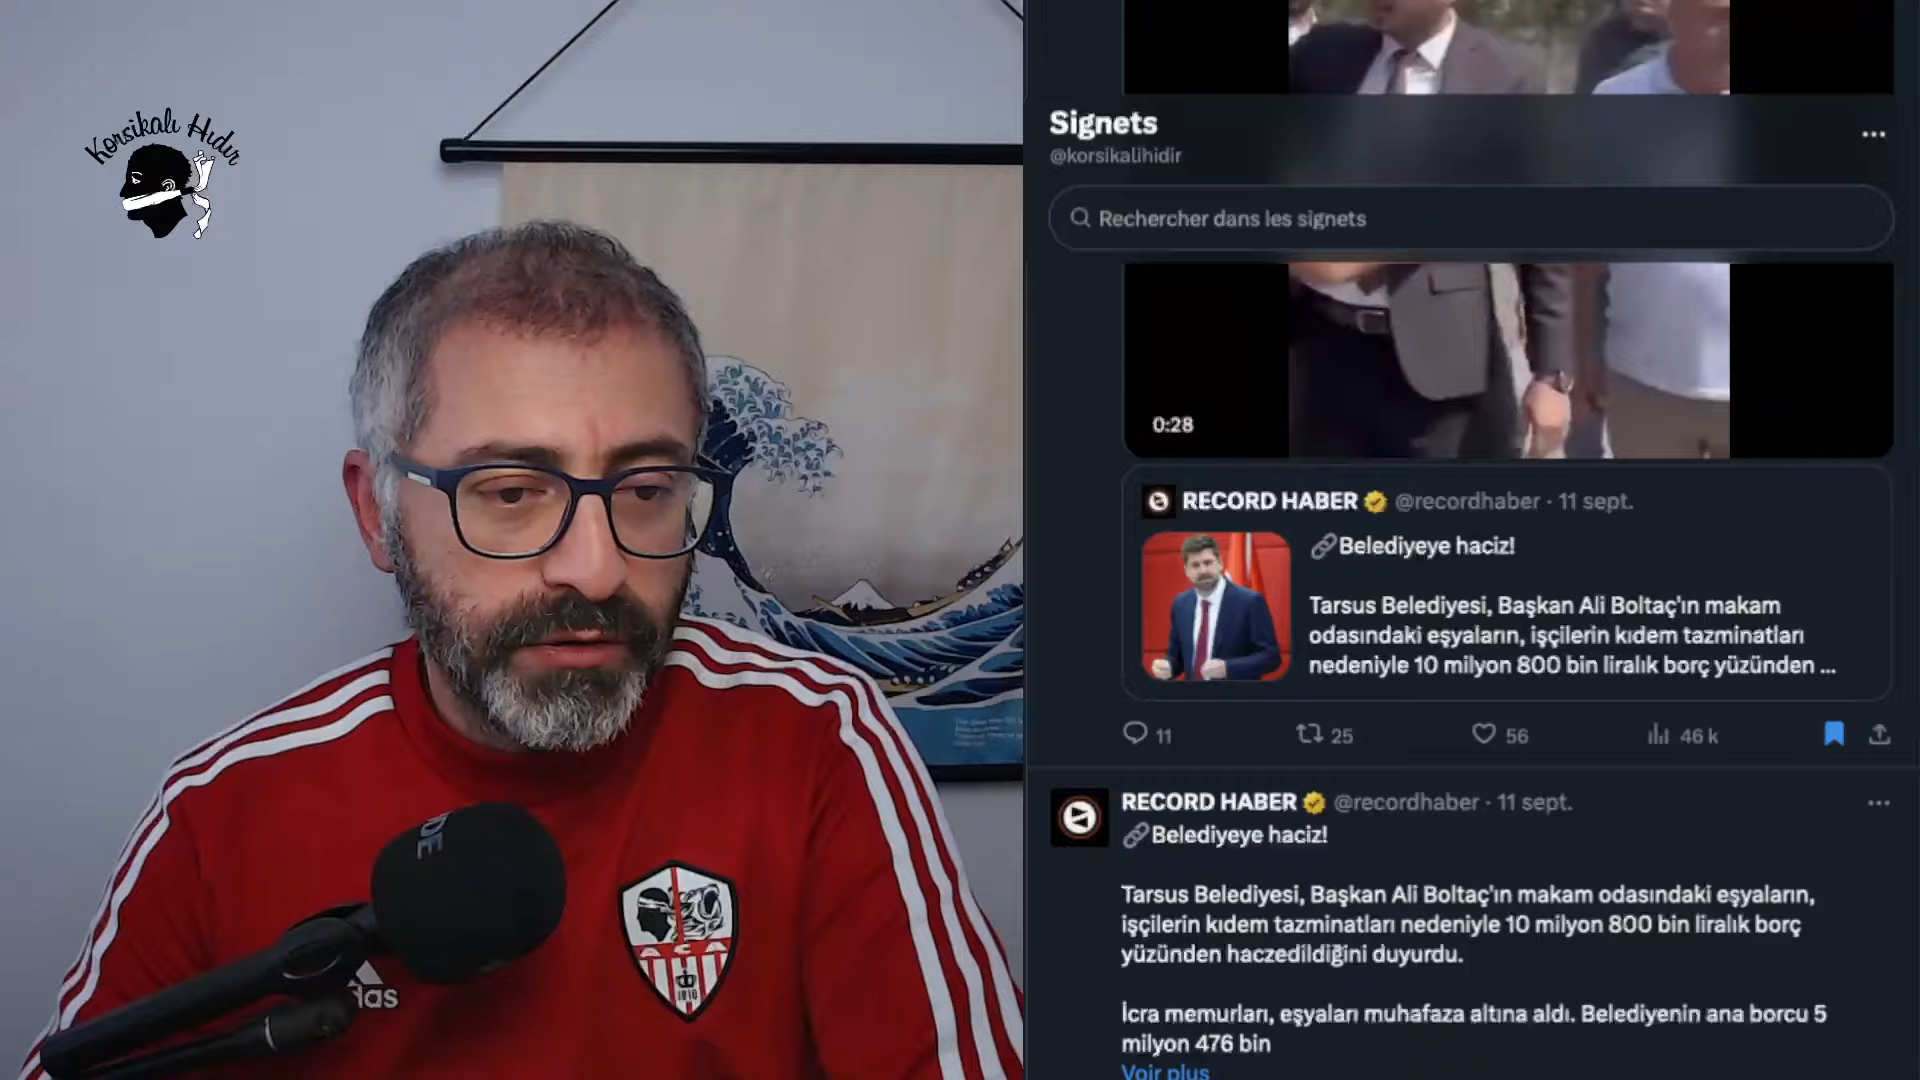 Korsikalı Hıdır
DE
das
ACA
1910
Signets
@korsikalihidir
Rechercher dans les signets
0:28
RECORD HABER @recordhaber · 11 sept.
Belediyeye haciz!
Tarsus Belediyesi, Başkan Ali Boltaç'ın makam
odasındaki eşyaların, işçilerin kıdem tazminatları
nedeniyle 10 milyon 800 bin liralık borç yüzünden ...
11 25 56 46 k
RECORD HABER @recordhaber · 11 sept.
Belediyeye haciz!
Tarsus Belediyesi, Başkan Ali Boltaç'ın makam odasındaki eşyaların,
işçilerin kıdem tazminatları nedeniyle 10 milyon 800 bin liralık borç
yüzünden haczedildiğini duyurdu.
İcra memurları, eşyaları muhafaza altına aldı. Belediyenin ana borcu 5
milyon 476 bin
Voir plus